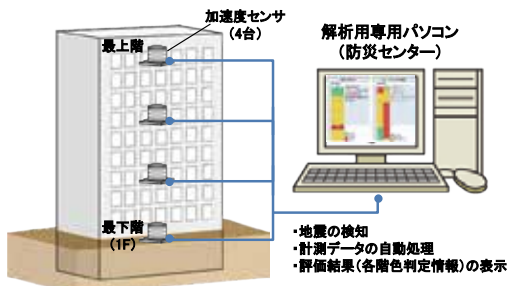 加速度センサ
(4台)
最上階
最下階
(1F)
解析用専用パソコン
(防災センター)
・地震の検知
・計測データの自動処理
・評価結果(各階色判定情報)の表示